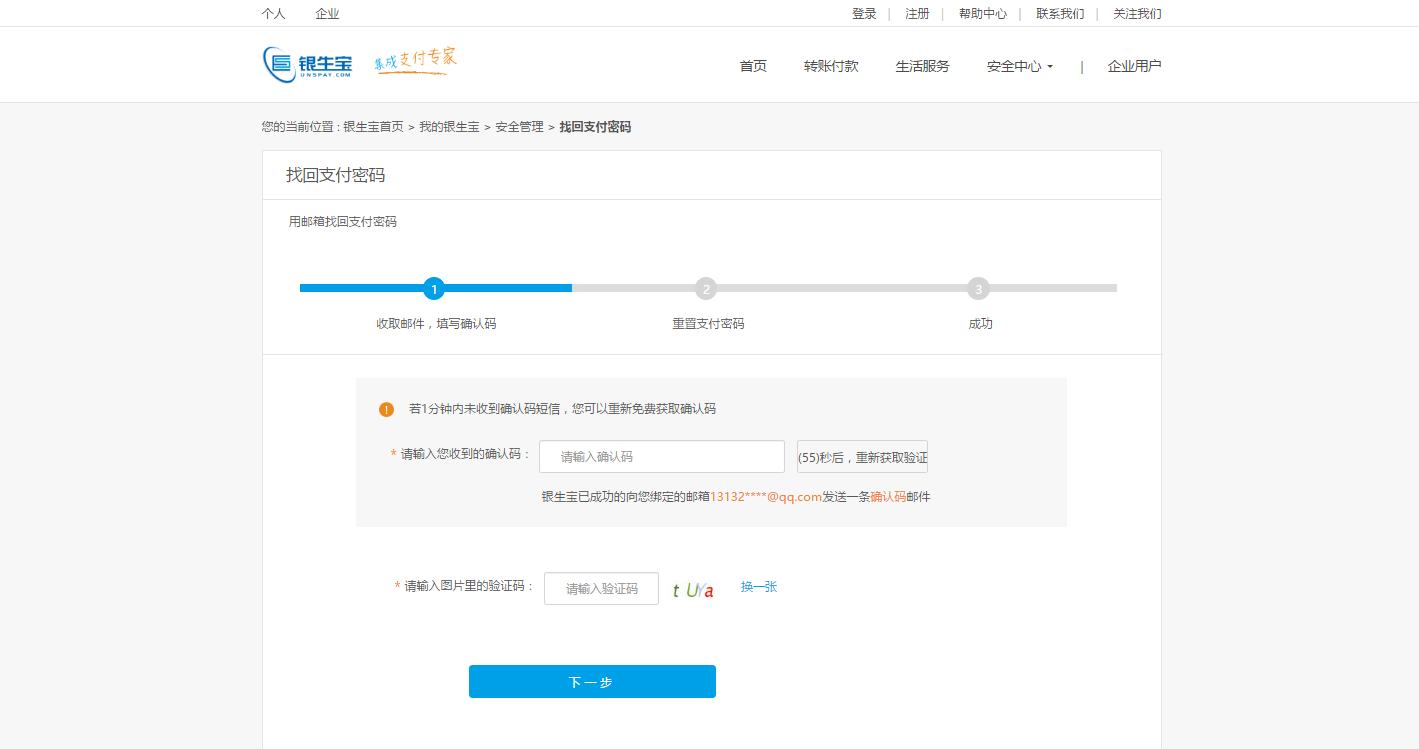 个人 企业 登录 | 注册 | 帮助中心 | 联系我们 | 关注我们
银生宝 UNSPAY.COM 集成支付专家 首页 转账付款 生活服务 安全中心 | 企业用户
您的当前位置 : 银生宝首页 > 我的银生宝 > 安全管理 > 找回支付密码
找回支付密码
用邮箱找回支付密码
1 2 3
收取邮件，填写确认码 重置支付密码 成功
! 若1分钟内未收到确认码短信，您可以重新免费获取确认码
* 请输入您收到的确认码： 请输入确认码 (55)秒后，重新获取验证
银生宝已成功的向您绑定的邮箱13132****@qq.com发送一条确认码邮件
* 请输入图片里的验证码： 请输入验证码 tUYa 换一张
下一步